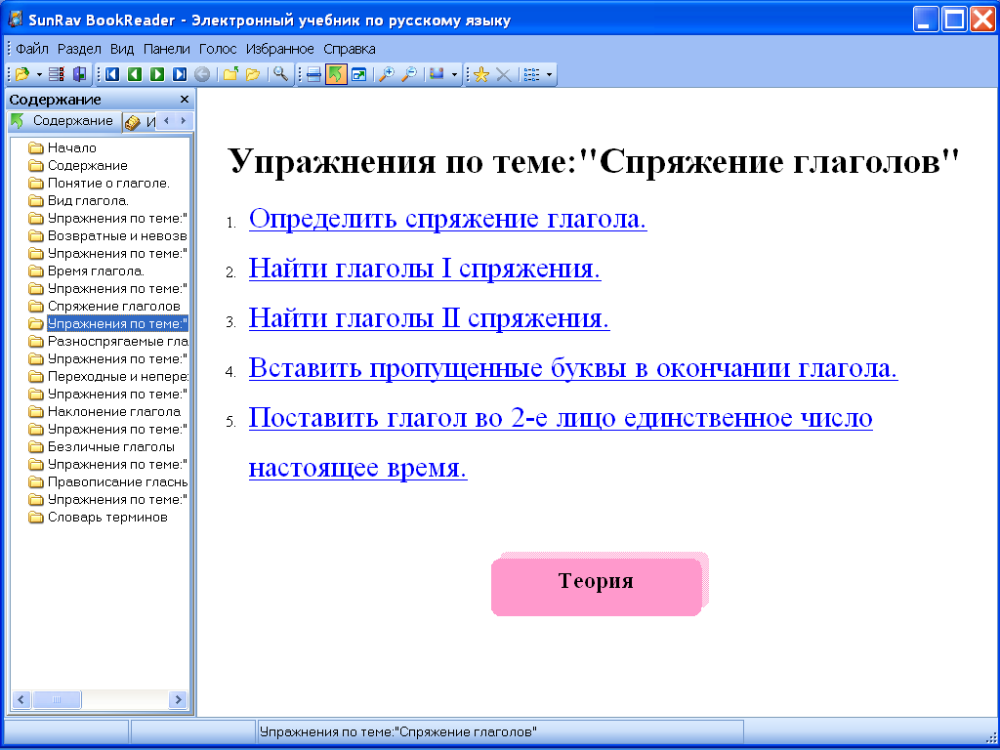 SunRav BookReader - Электронный учебник по русскому языку
Файл Раздел Вид Панели Голос Избранное Справка
Содержание
Содержание И
Начало
Содержание
Понятие о глаголе.
Вид глагола.
Упражнения по теме:"
Возвратные и невозв
Упражнения по теме:"
Время глагола.
Упражнения по теме:"
Спряжение глаголов
Упражнения по теме:"
Разноспрягаемые гла
Упражнения по теме:"
Переходные и непере
Упражнения по теме:"
Наклонение глагола
Упражнения по теме:"
Безличные глаголы
Упражнения по теме:"
Правописание гласнь
Упражнения по теме:"
Словарь терминов
Упражнения по теме:"Спряжение глаголов"
1. Определить спряжение глагола.
2. Найти глаголы I спряжения.
3. Найти глаголы II спряжения.
4. Вставить пропущенные буквы в окончании глагола.
5. Поставить глагол во 2-е лицо единственное число
настоящее время.
Теория
Упражнения по теме:"Спряжение глаголов"